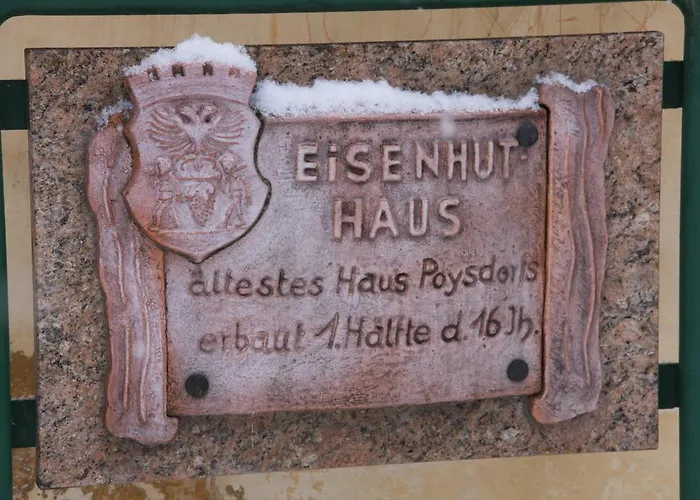 EiSENHUT-
HAUS
ältestes Haus Poysdorfs
erbaut 1. Hälfte d. 16 Jh.